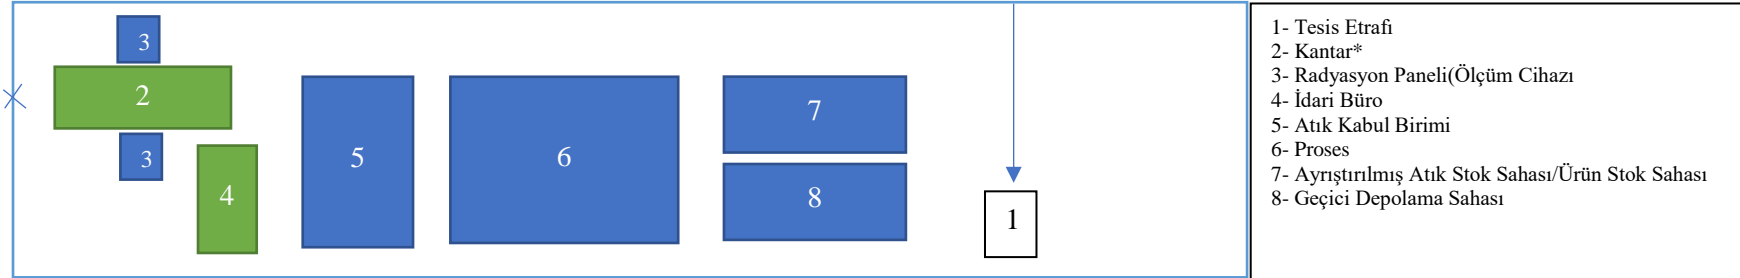 3
2
3
4
5
6
7
8
1
1- Tesis Etrafı
2- Kantar*
3- Radyasyon Paneli(Ölçüm Cihazı
4- İdari Büro
5- Atık Kabul Birimi
6- Proses
7- Ayrıştırılmış Atık Stok Sahası/Ürün Stok Sahası
8- Geçici Depolama Sahası